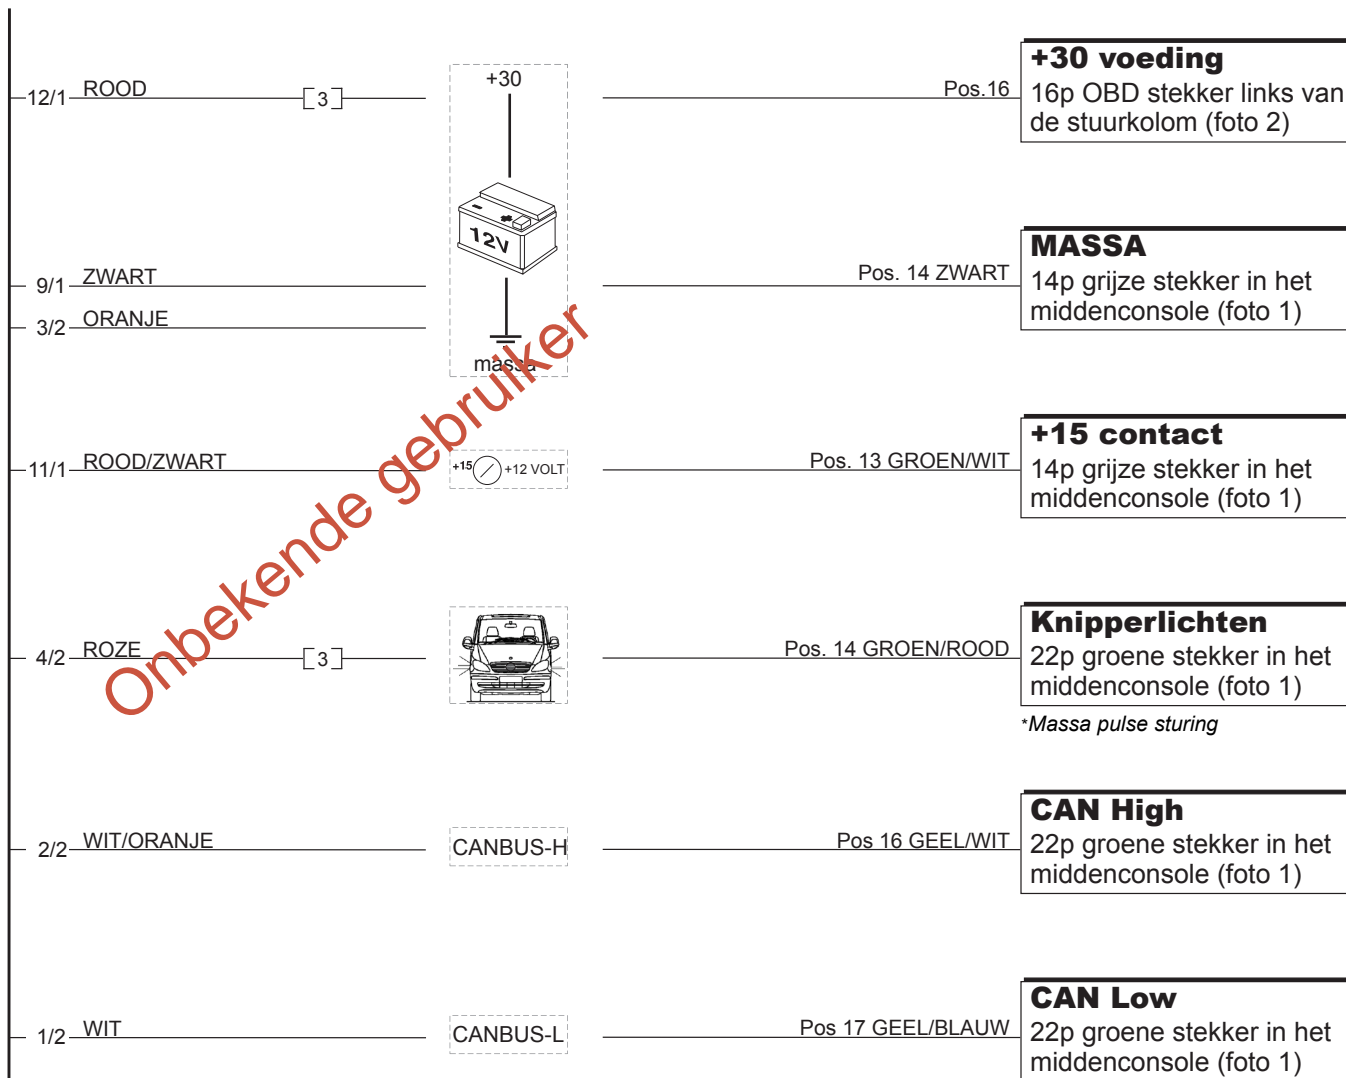 +30 voeding
12/1 ROOD [3] +30 Pos.16 16p OBD stekker links van
de stuurkolom (foto 2)
12V
MASSA
9/1 ZWART Pos. 14 ZWART 14p grijze stekker in het
middenconsole (foto 1)
3/2 ORANJE
massa
+15 contact
11/1 ROOD/ZWART +15 +12 VOLT Pos. 13 GROEN/WIT 14p grijze stekker in het
middenconsole (foto 1)
Onbekende gebruiker
Knipperlichten
4/2 ROZE [3] Pos. 14 GROEN/ROOD 22p groene stekker in het
middenconsole (foto 1)
*Massa pulse sturing
CAN High
2/2 WIT/ORANJE CANBUS-H Pos 16 GEEL/WIT 22p groene stekker in het
middenconsole (foto 1)
CAN Low
1/2 WIT CANBUS-L Pos 17 GEEL/BLAUW 22p groene stekker in het
middenconsole (foto 1)